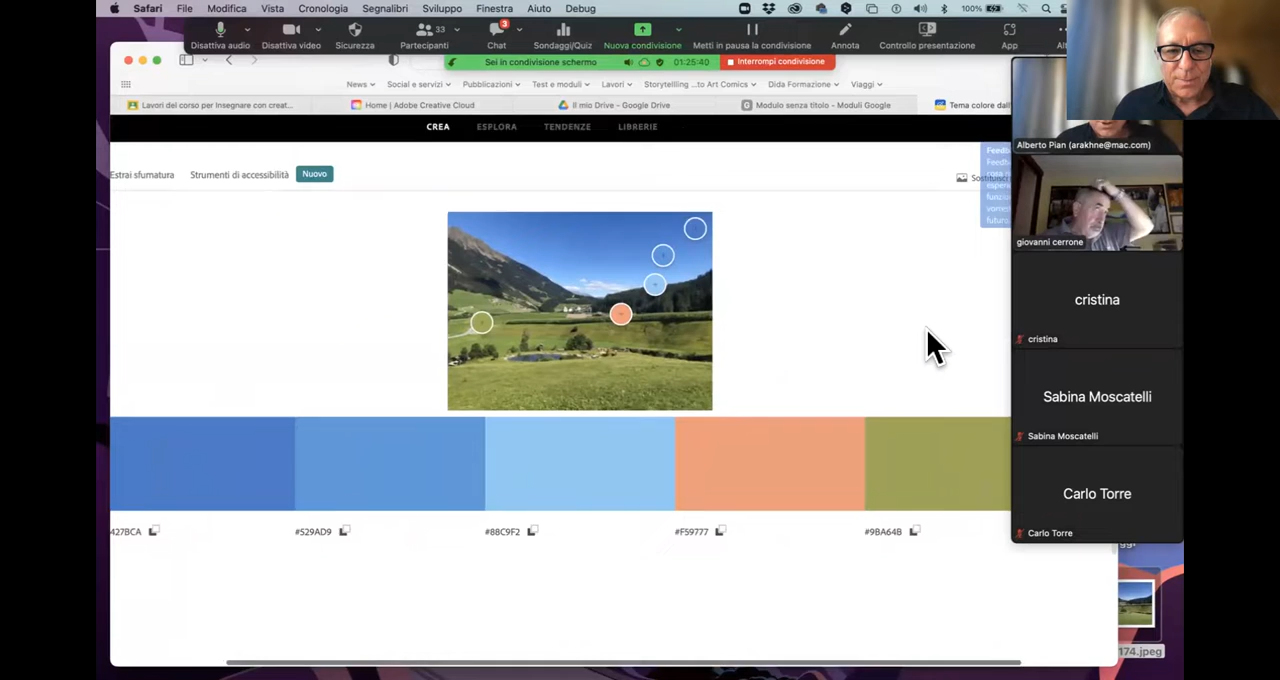 Safari File Modifica Vista Cronologia Segnalibri Sviluppo Finestra Aiuto Debug 100%
Disattiva audio Disattiva video Sicurezza 33 Partecipanti 3 Chat Sondaggi/Quiz Nuova condivisione Metti in pausa la condivisione Annota Controllo presentazione App
Sei in condivisione schermo 01:25:40 Interrompi condivisione
News Social e servizi Pubblicazioni Test e moduli Lavori Storytelling ...to Art Comics Dida Formazione Viaggi
Lavori del corso per Insegnare con creat... Home | Adobe Creative Cloud Il mio Drive – Google Drive Modulo senza titolo - Moduli Google Tema colore dall
CREA ESPLORA TENDENZE LIBRERIE
Estrai sfumatura Strumenti di accessibilità Nuovo
Alberto Pian (arakhne@mac.com)
giovanni cerrone
cristina
cristina
Sabina Moscatelli
Sabina Moscatelli
Carlo Torre
Carlo Torre
427BCA #529AD9 #88C9F2 #F59777 #9BA64B
174.jpeg